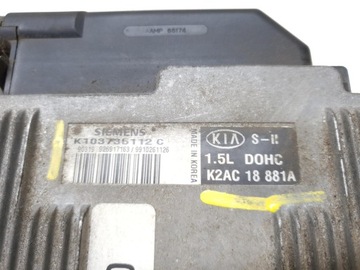 SIEMENS
K103735112 C
MADE IN KOREA
KIA S-II
1.5L DOHC
K2AC 18 881A